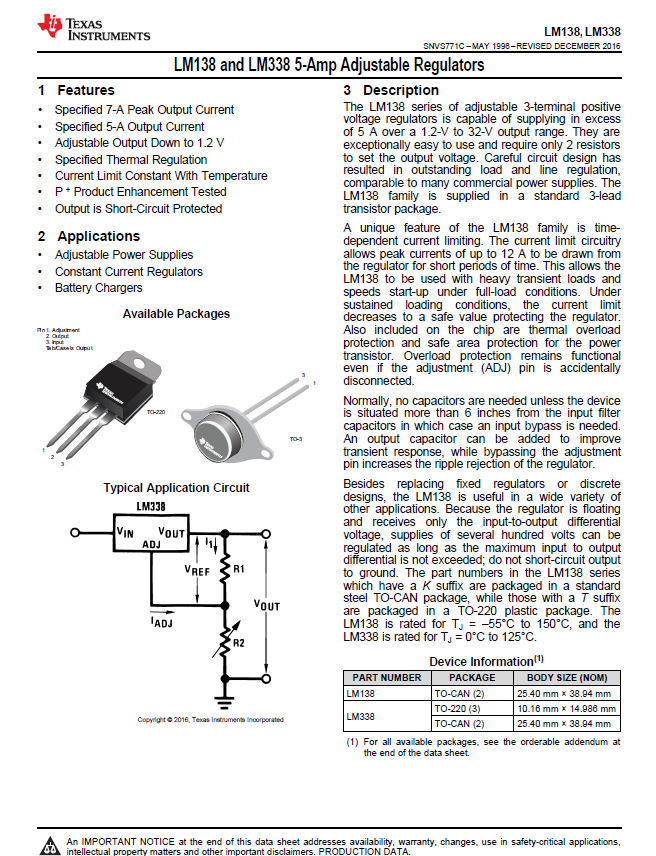 TEXAS
INSTRUMENTS
LM138, LM338
SNVS771C – MAY 1998 – REVISED DECEMBER 2016
LM138 and LM338 5-Amp Adjustable Regulators
1 Features
• Specified 7-A Peak Output Current
• Specified 5-A Output Current
• Adjustable Output Down to 1.2 V
• Specified Thermal Regulation
• Current Limit Constant With Temperature
• P + Product Enhancement Tested
• Output is Short-Circuit Protected
2 Applications
• Adjustable Power Supplies
• Constant Current Regulators
• Battery Chargers
Available Packages
Pin 1. Adjustment
2. Output
3. Input
Tab/Case is Output
TO-220
1
2
3
3
1
TO-3
Typical Application Circuit
LM338
VIN VOUT
ADJ
I1
VREF
R1
VOUT
IADJ
R2
Copyright © 2016, Texas Instruments Incorporated
3 Description
The LM138 series of adjustable 3-terminal positive
voltage regulators is capable of supplying in excess
of 5 A over a 1.2-V to 32-V output range. They are
exceptionally easy to use and require only 2 resistors
to set the output voltage. Careful circuit design has
resulted in outstanding load and line regulation,
comparable to many commercial power supplies. The
LM138 family is supplied in a standard 3-lead
transistor package.
A unique feature of the LM138 family is time-
dependent current limiting. The current limit circuitry
allows peak currents of up to 12 A to be drawn from
the regulator for short periods of time. This allows the
LM138 to be used with heavy transient loads and
speeds start-up under full-load conditions. Under
sustained loading conditions, the current limit
decreases to a safe value protecting the regulator.
Also included on the chip are thermal overload
protection and safe area protection for the power
transistor. Overload protection remains functional
even if the adjustment (ADJ) pin is accidentally
disconnected.
Normally, no capacitors are needed unless the device
is situated more than 6 inches from the input filter
capacitors in which case an input bypass is needed.
An output capacitor can be added to improve
transient response, while bypassing the adjustment
pin increases the ripple rejection of the regulator.
Besides replacing fixed regulators or discrete
designs, the LM138 is useful in a wide variety of
other applications. Because the regulator is floating
and receives only the input-to-output differential
voltage, supplies of several hundred volts can be
regulated as long as the maximum input to output
differential is not exceeded; do not short-circuit output
to ground. The part numbers in the LM138 series
which have a K suffix are packaged in a standard
steel TO-CAN package, while those with a T suffix
are packaged in a TO-220 plastic package. The
LM138 is rated for TJ = –55°C to 150°C, and the
LM338 is rated for TJ = 0°C to 125°C.
Device Information(1)
PART NUMBER PACKAGE BODY SIZE (NOM)
LM138 TO-CAN (2) 25.40 mm × 38.94 mm
LM338 TO-220 (3) 10.16 mm × 14.986 mm
TO-CAN (2) 25.40 mm × 38.94 mm
(1) For all available packages, see the orderable addendum at
the end of the data sheet.
An IMPORTANT NOTICE at the end of this data sheet addresses availability, warranty, changes, use in safety-critical applications,
intellectual property matters and other important disclaimers. PRODUCTION DATA.